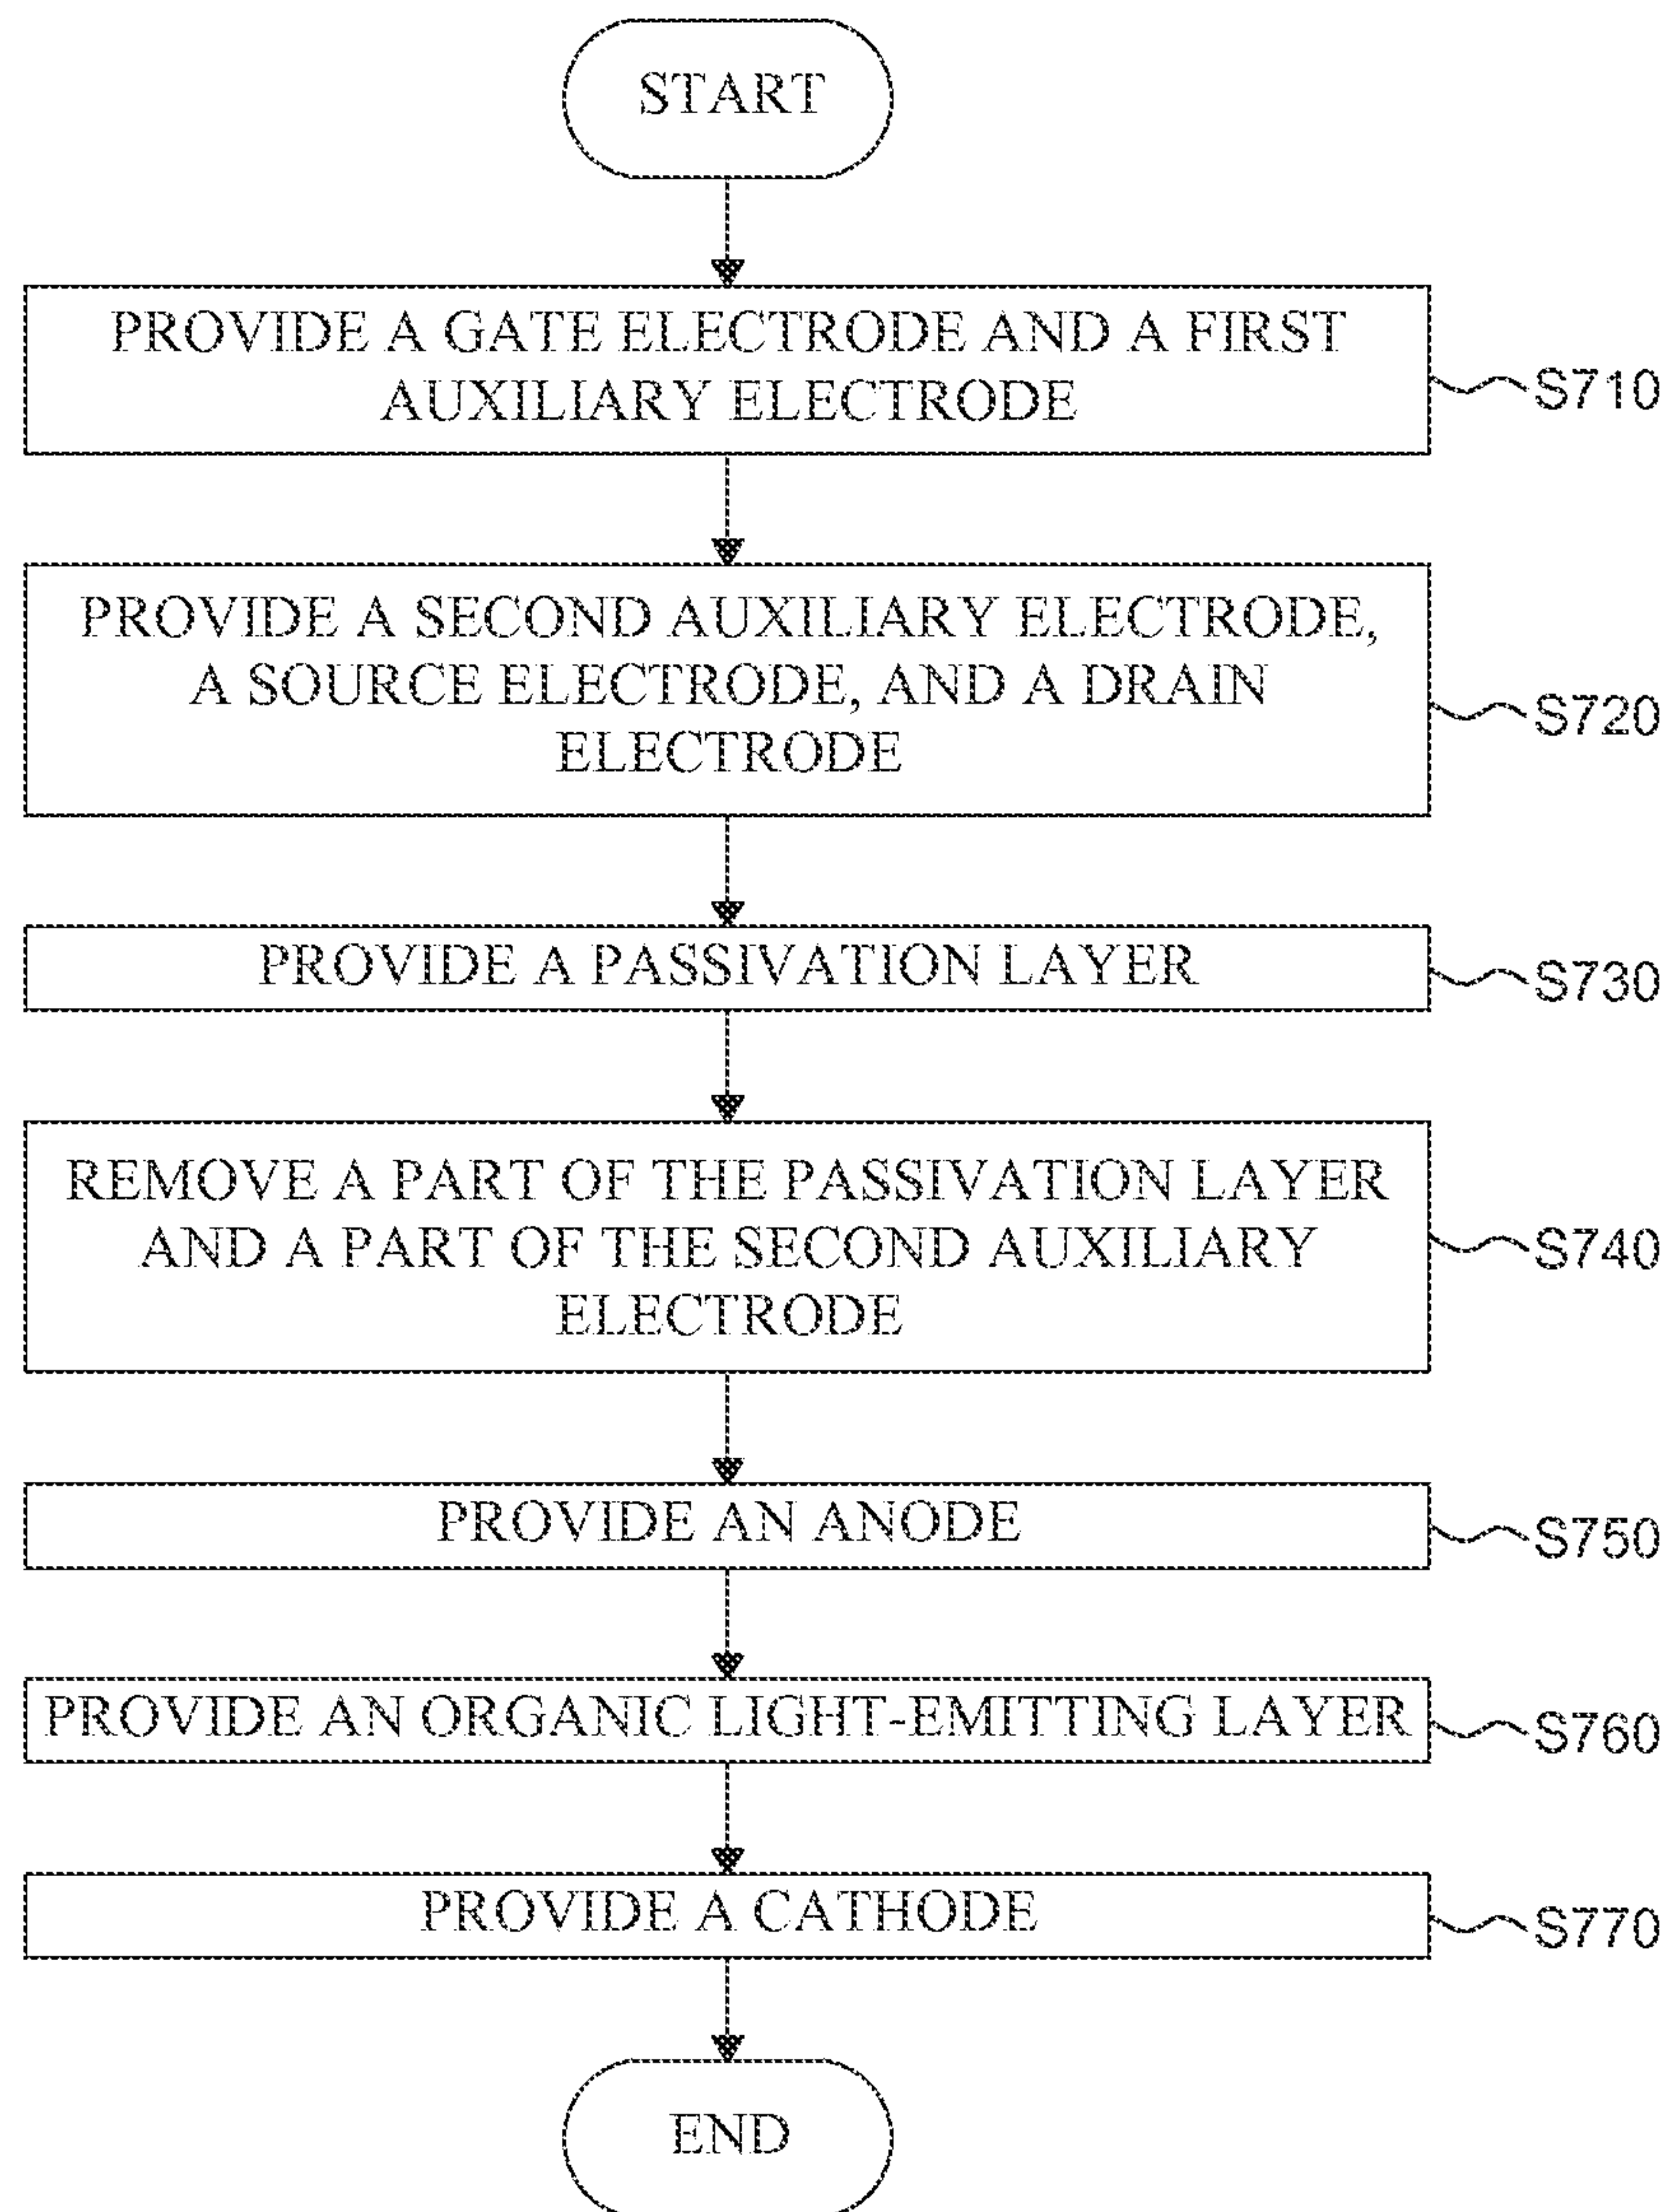 START
PROVIDE A GATE ELECTRODE AND A FIRST
AUXILIARY ELECTRODE
S710
PROVIDE A SECOND AUXILIARY ELECTRODE,
A SOURCE ELECTRODE, AND A DRAIN
ELECTRODE
S720
PROVIDE A PASSIVATION LAYER
S730
REMOVE A PART OF THE PASSIVATION LAYER
AND A PART OF THE SECOND AUXILIARY
ELECTRODE
S740
PROVIDE AN ANODE
S750
PROVIDE AN ORGANIC LIGHT-EMITTING LAYER
S760
PROVIDE A CATHODE
S770
END